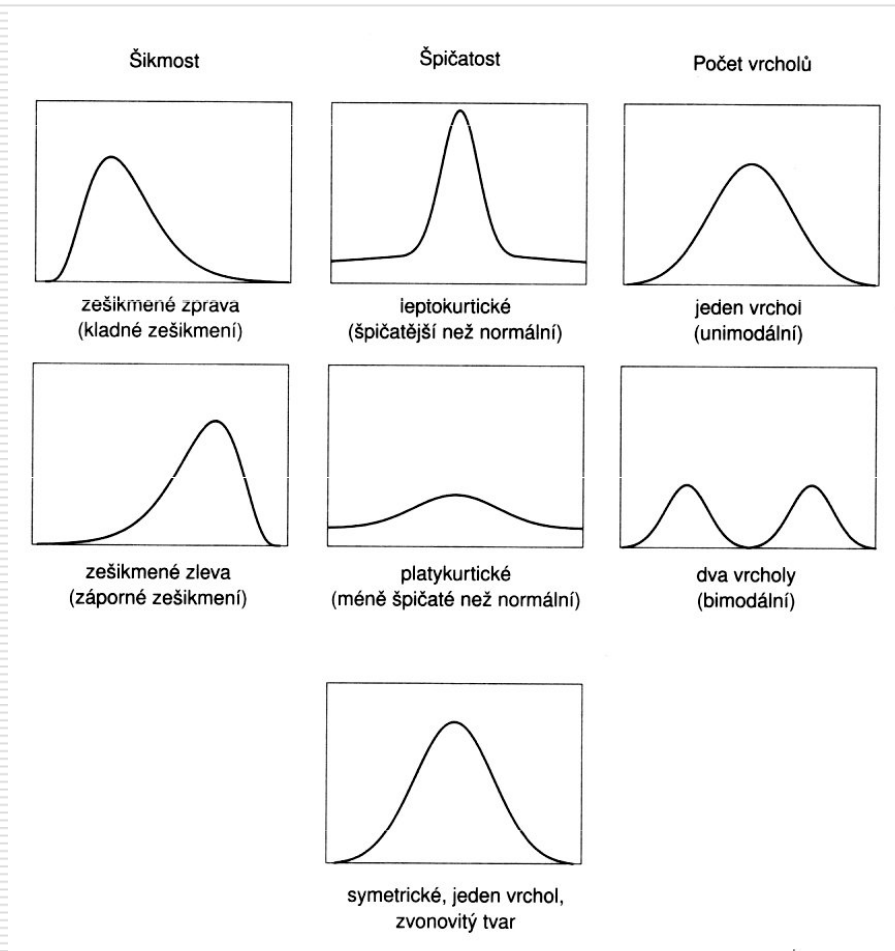 Šikmost
Špičatost
Počet vrcholů
zešikmené zprava
(kladné zešikmení)
ieptokurtické
(špičatější než normální)
jeden vrchol
(unimodální)
zešikmené zleva
(záporné zešikmení)
platykurtické
(méně špičaté než normální)
dva vrcholy
(bimodální)
symetrické, jeden vrchol,
zvonovitý tvar